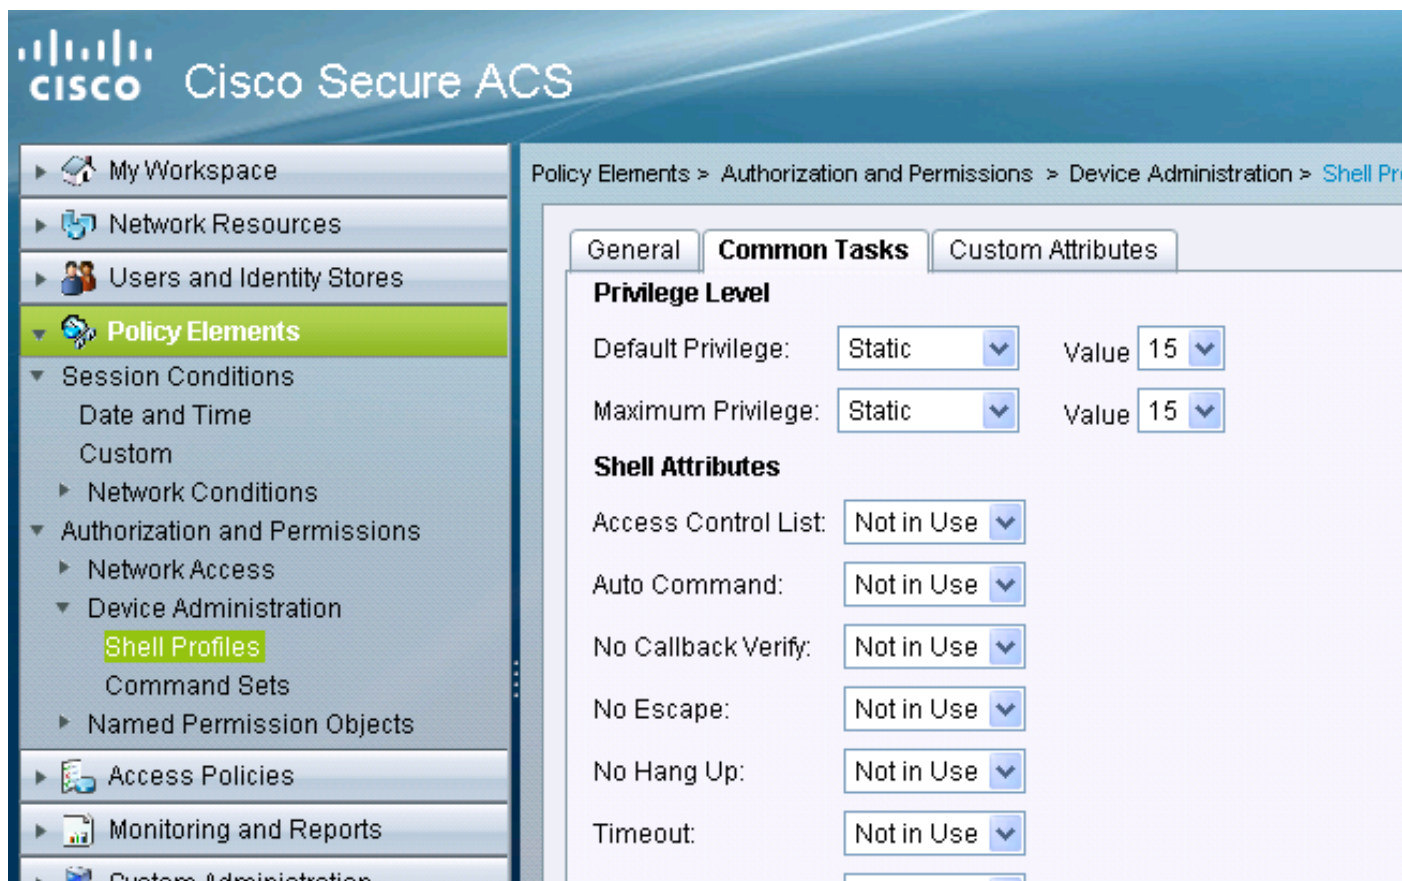 CISCO Cisco Secure ACS
My Workspace
Network Resources
Users and Identity Stores
Policy Elements
Session Conditions
Date and Time
Custom
Network Conditions
Authorization and Permissions
Network Access
Device Administration
Shell Profiles
Command Sets
Named Permission Objects
Access Policies
Monitoring and Reports
System Administration
Policy Elements > Authorization and Permissions > Device Administration > Shell Pr
General Common Tasks Custom Attributes
Privilege Level
Default Privilege: Static Value 15
Maximum Privilege: Static Value 15
Shell Attributes
Access Control List: Not in Use
Auto Command: Not in Use
No Callback Verify: Not in Use
No Escape: Not in Use
No Hang Up: Not in Use
Timeout: Not in Use